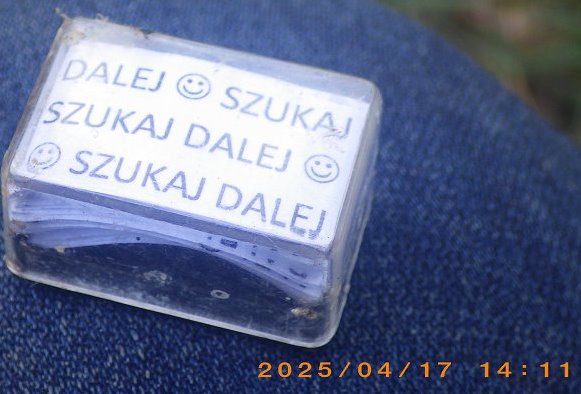 DALEJ ☺ SZUKAJ
SZUKAJ DALEJ ☺
☺ SZUKAJ DALEJ
2025/04/17 14:11